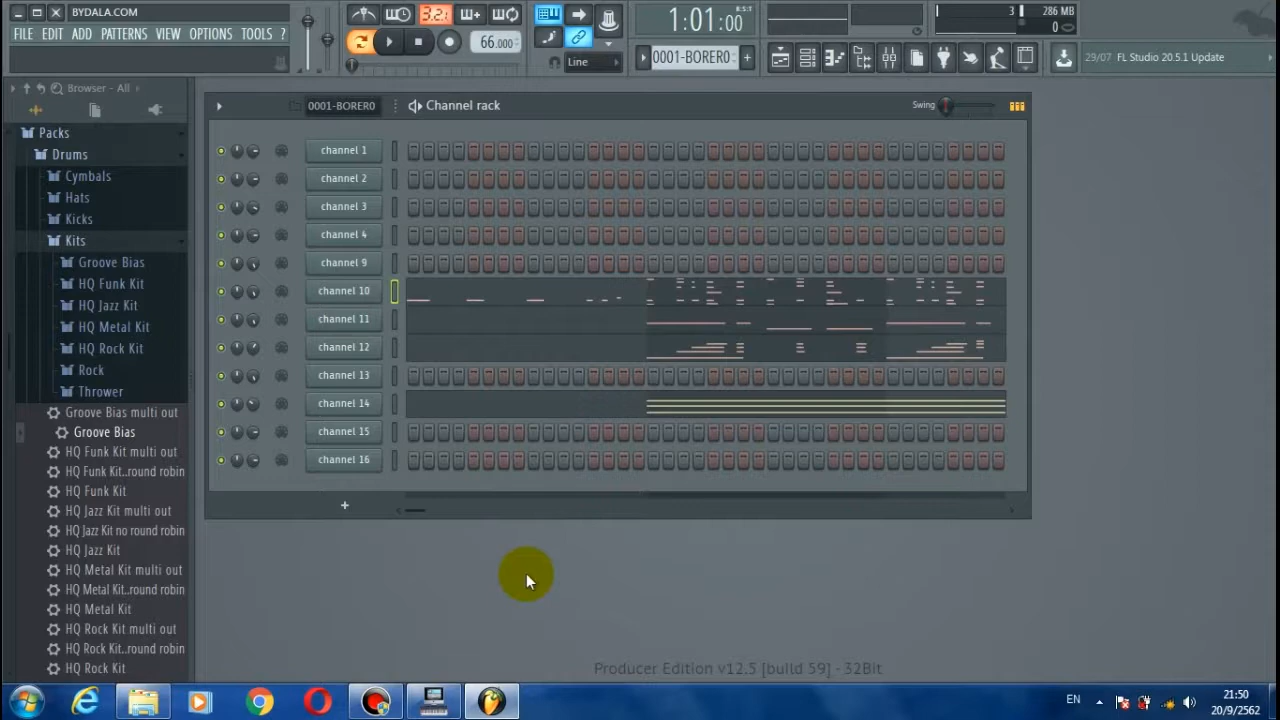 BYDALA.COM
FILE EDIT ADD PATTERNS VIEW OPTIONS TOOLS ?
3.2.
66.000
Line
1:01:00
B:S:T
0001-BORERO
3
286 MB
0
29/07 FL Studio 20.5.1 Update
Browser - All
Packs
Drums
Cymbals
Hats
Kicks
Kits
Groove Bias
HQ Funk Kit
HQ Jazz Kit
HQ Metal Kit
HQ Rock Kit
Rock
Thrower
Groove Bias multi out
Groove Bias
HQ Funk Kit multi out
HQ Funk Kit..round robin
HQ Funk Kit
HQ Jazz Kit multi out
HQ Jazz Kit no round robin
HQ Jazz Kit
HQ Metal Kit multi out
HQ Metal Kit..round robin
HQ Metal Kit
HQ Rock Kit multi out
HQ Rock Kit..round robin
HQ Rock Kit
0001-BORERO
Channel rack
Swing
channel 1
channel 2
channel 3
channel 4
channel 9
channel 10
channel 11
channel 12
channel 13
channel 14
channel 15
channel 16
Producer Edition v12.5 [build 59] - 32Bit
EN
21:50
20/9/2562